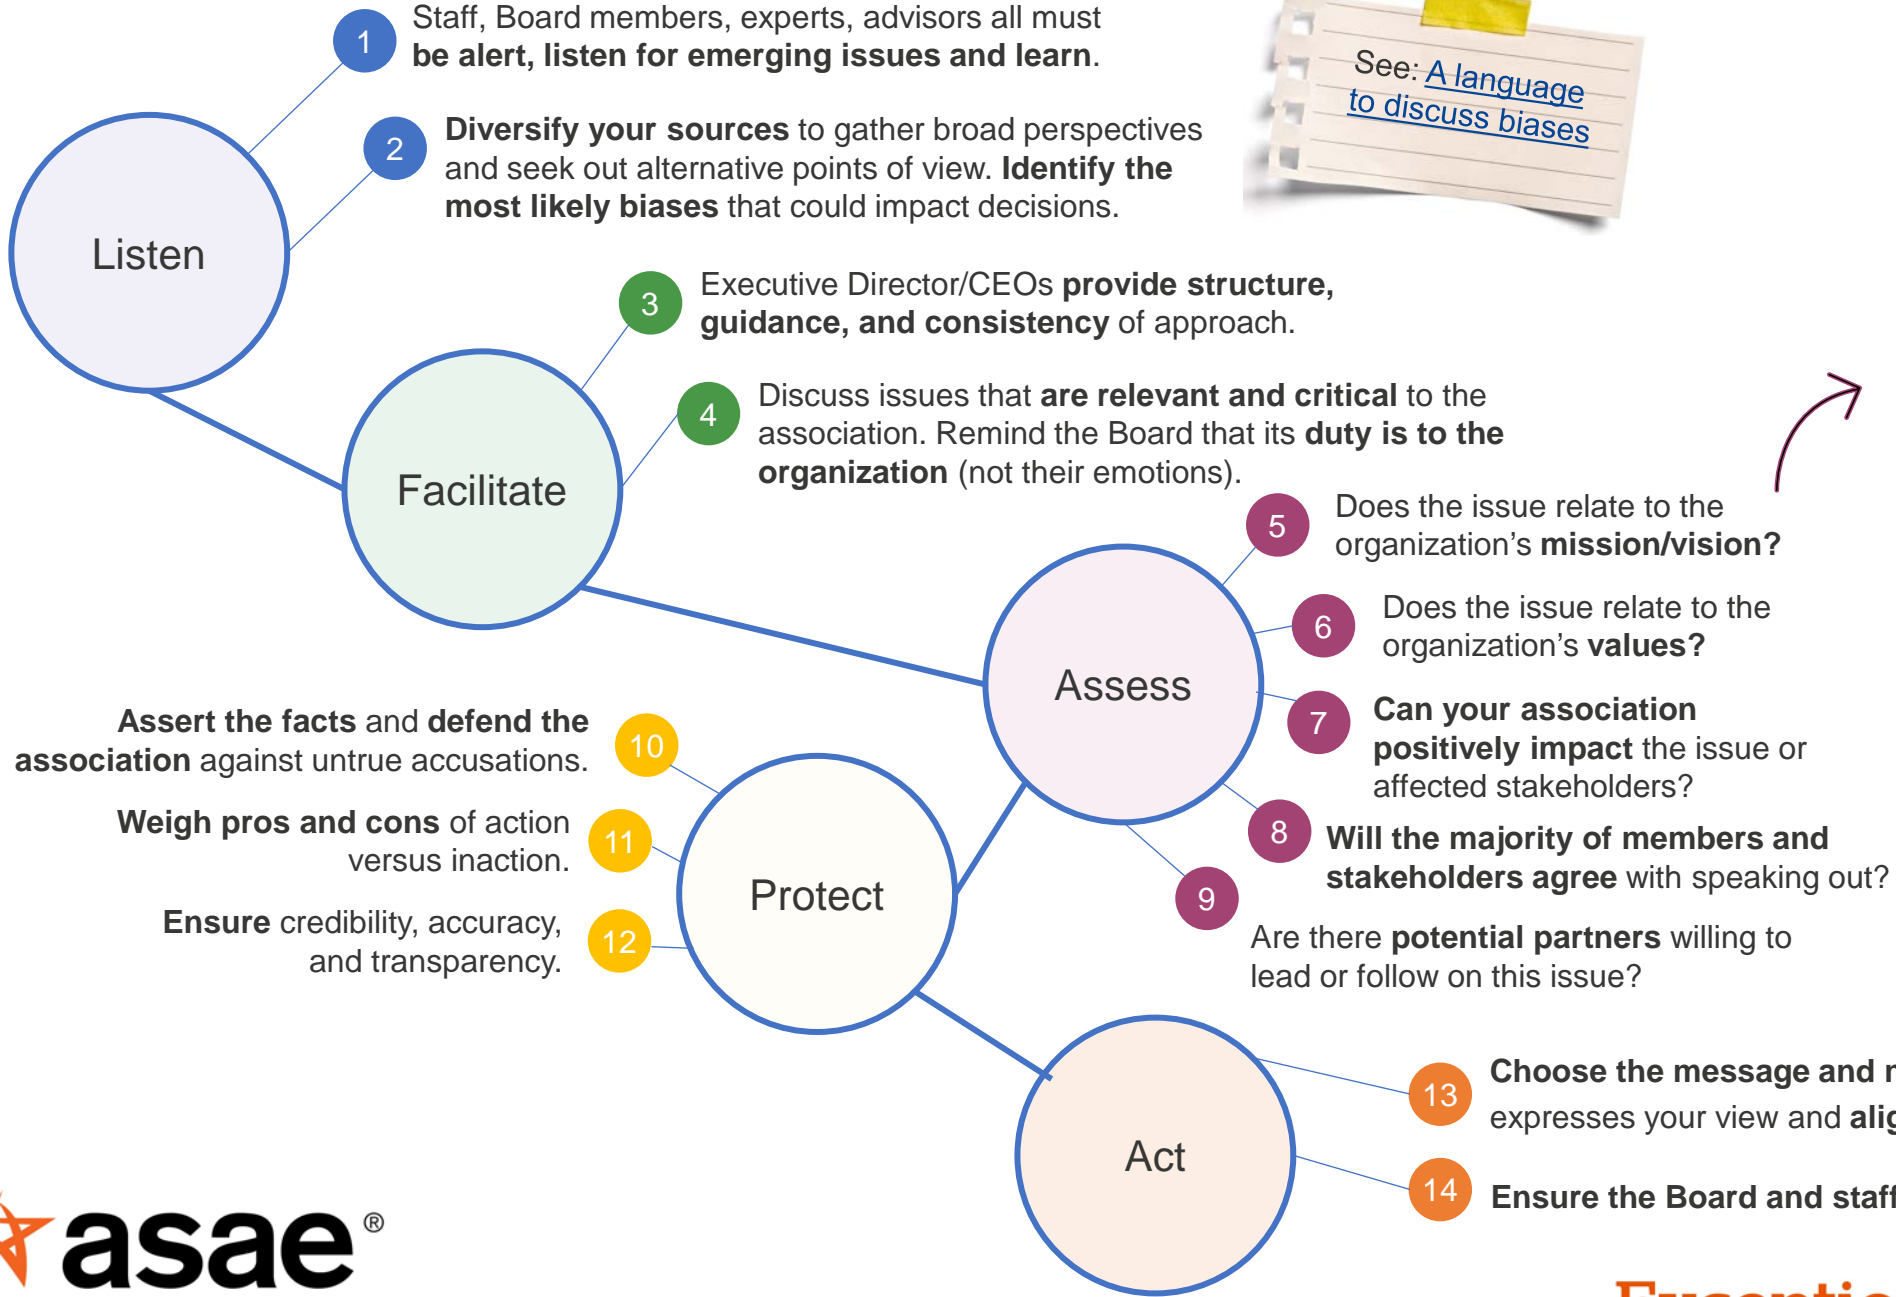 1
Staff, Board members, experts, advisors all must
be alert, listen for emerging issues and learn.
See: A language
to discuss biases
2
Diversify your sources to gather broad perspectives
and seek out alternative points of view. Identify the
most likely biases that could impact decisions.
Listen
3
Executive Director/CEOs provide structure,
guidance, and consistency of approach.
4
Discuss issues that are relevant and critical to the
association. Remind the Board that its duty is to the
organization (not their emotions).
Facilitate
5
Does the issue relate to the
organization's mission/vision?
6
Does the issue relate to the
organization's values?
Assess
7
Can your association
positively impact the issue or
affected stakeholders?
8
Will the majority of members and
stakeholders agree with speaking out?
9
Are there potential partners willing to
lead or follow on this issue?
Assert the facts and defend the
association against untrue accusations.
10
Weigh pros and cons of action
versus inaction.
11
Ensure credibility, accuracy,
and transparency.
12
Protect
13
Choose the message and
expresses your view and
14
Ensure the Board and staff
Act
asae®